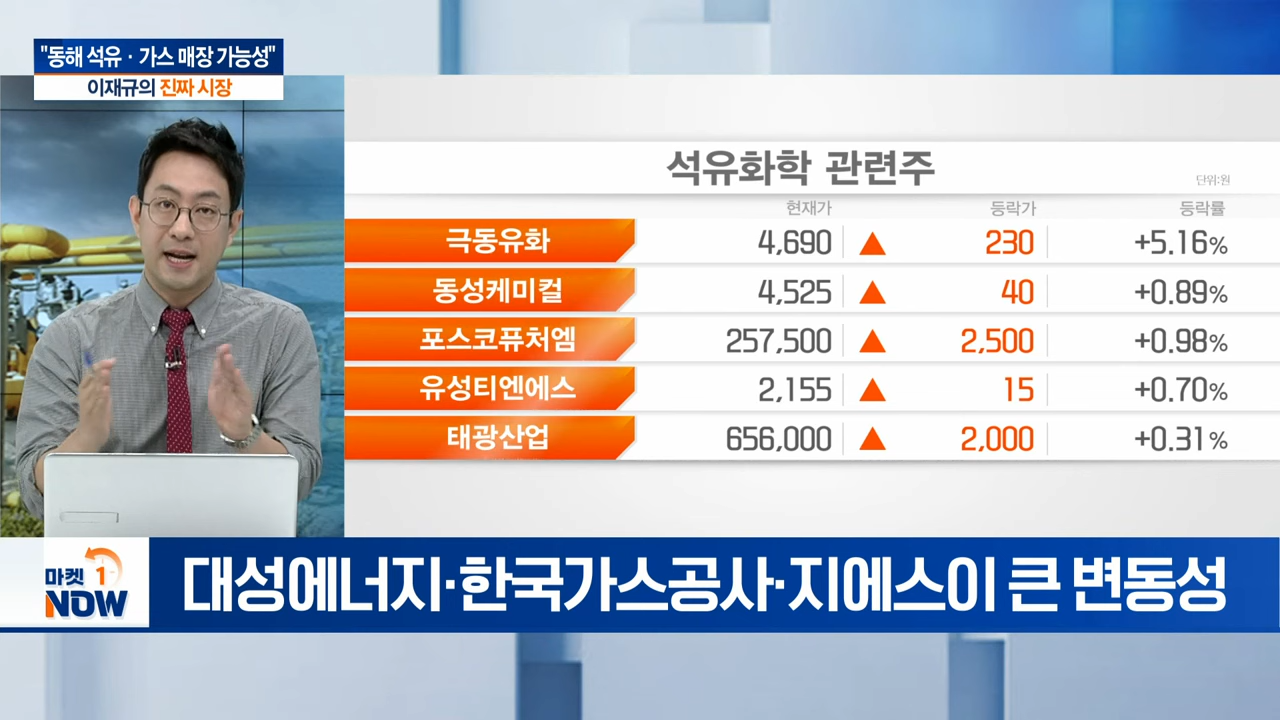 "동해 석유·가스 매장 가능성"
이재규의 진짜 시장
석유화학 관련주
단위:원
현재가 등락가 등락률
극동유화 4,690 ▲ 230 +5.16%
동성케미컬 4,525 ▲ 40 +0.89%
포스코퓨처엠 257,500 ▲ 2,500 +0.98%
유성티엔에스 2,155 ▲ 15 +0.70%
태광산업 656,000 ▲ 2,000 +0.31%
마켓 1
NOW
대성에너지·한국가스공사·지에스이 큰 변동성